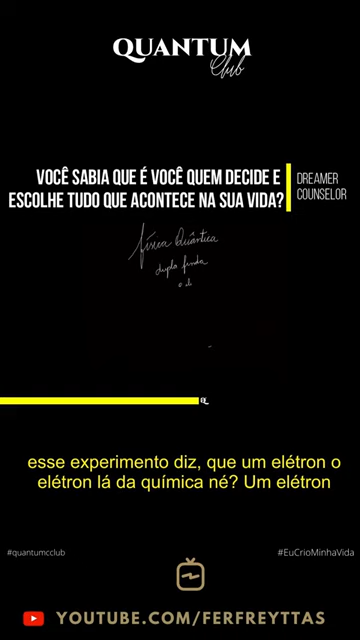 QUANTUM
Club
VOCÊ SABIA QUE É VOCÊ QUEM DECIDE E
ESCOLHE TUDO QUE ACONTECE NA SUA VIDA?
DREAMER
COUNSELOR
física Quântica
dupla fenda
esse experimento diz, que um elétron o
elétron lá da química né? Um elétron
#quantumcclub
#EuCrioMinhaVida
YOUTUBE.COM/FERFREYTTAS